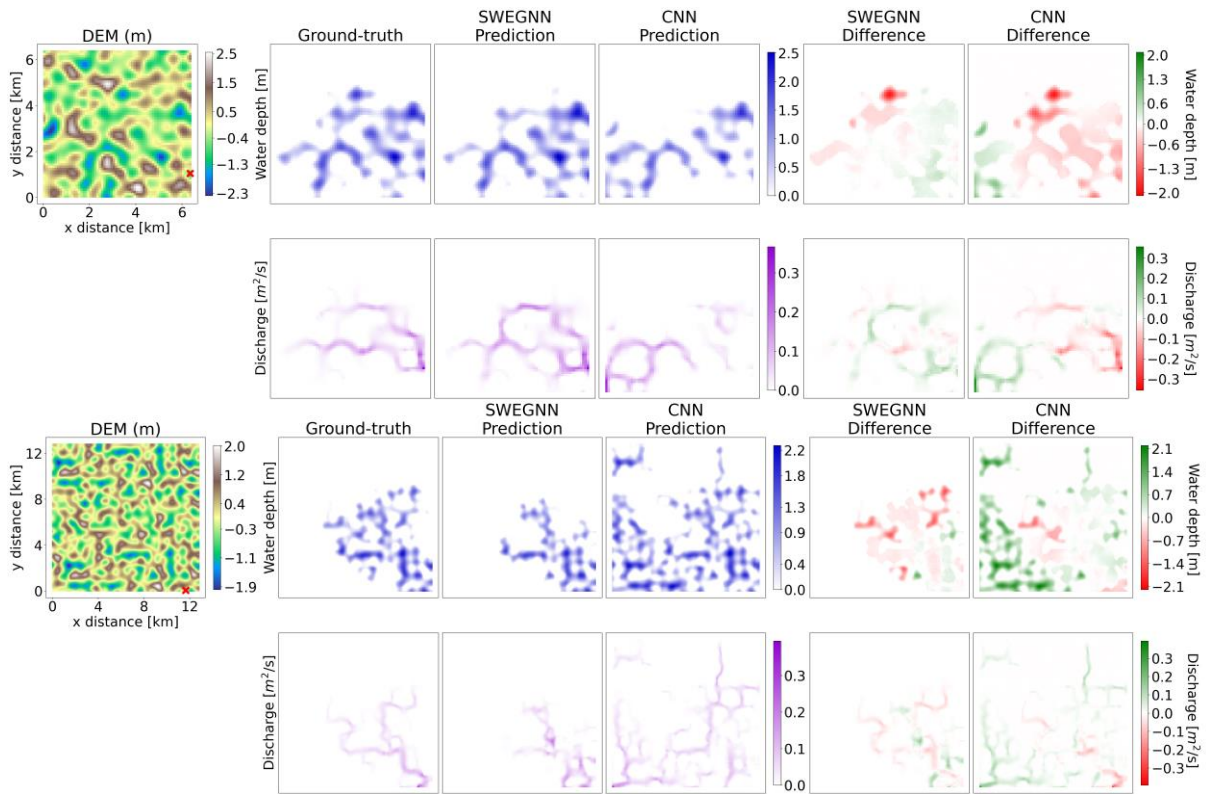 DEM (m)
Ground-truth
SWEGNN
Prediction
CNN
Prediction
SWEGNN
Difference
CNN
Difference
y distance [km]
6
4
2
0
0 2 4 6
x distance [km]
2.5
1.5
0.5
−0.4
−1.3
−2.3
Water depth [m]
2.5
2.0
1.5
1.0
0.5
0.0
2.0
1.3
0.6
0.0
−0.6
−1.3
−2.0
Water depth [m]
Discharge [m²/s]
0.3
0.2
0.1
0.0
0.3
0.2
0.1
0.0
−0.1
−0.2
−0.3
Discharge [m²/s]
DEM (m)
Ground-truth
SWEGNN
Prediction
CNN
Prediction
SWEGNN
Difference
CNN
Difference
y distance [km]
12
8
4
0
0 4 8 12
x distance [km]
2.0
1.2
0.4
−0.3
−1.1
−1.9
Water depth [m]
2.2
1.8
1.3
0.9
0.4
0.0
2.1
1.4
0.7
0.0
−0.7
−1.4
−2.1
Water depth [m]
Discharge [m²/s]
0.3
0.2
0.1
0.0
0.3
0.2
0.1
0.0
−0.1
−0.2
−0.3
Discharge [m²/s]